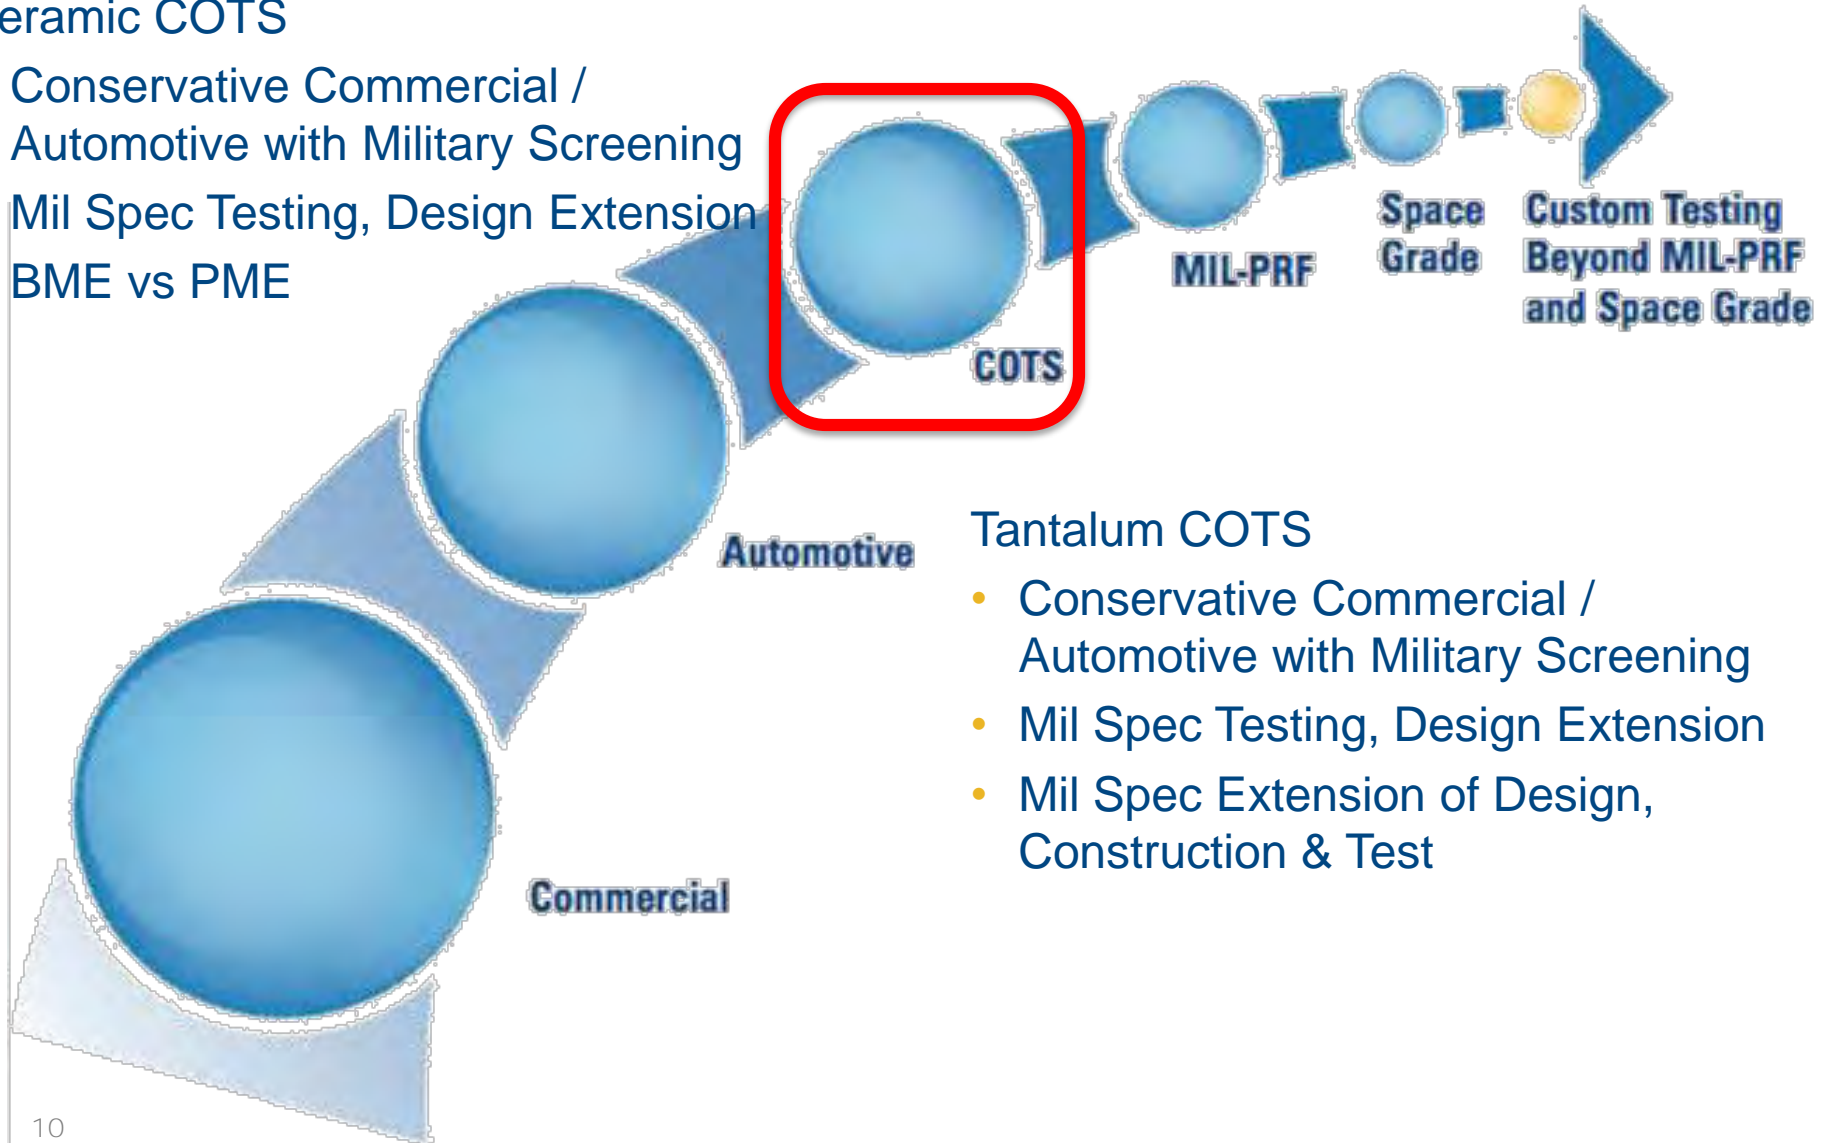 eramic COTS
Conservative Commercial /
Automotive with Military Screening
Mil Spec Testing, Design Extension
BME vs PME
COTS
MIL-PRF
Space
Grade
Custom Testing
Beyond MIL-PRF
and Space Grade
Automotive
Commercial
Tantalum COTS
• Conservative Commercial /
Automotive with Military Screening
• Mil Spec Testing, Design Extension
• Mil Spec Extension of Design,
Construction & Test
10